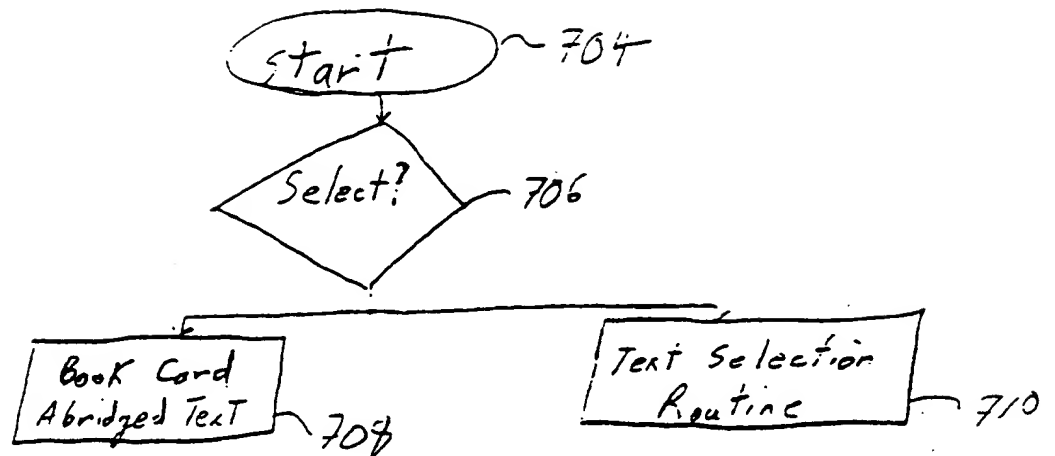 Start
704
Select?
706
Book Card
Abridged Text
708
Text Selection
Routine
710